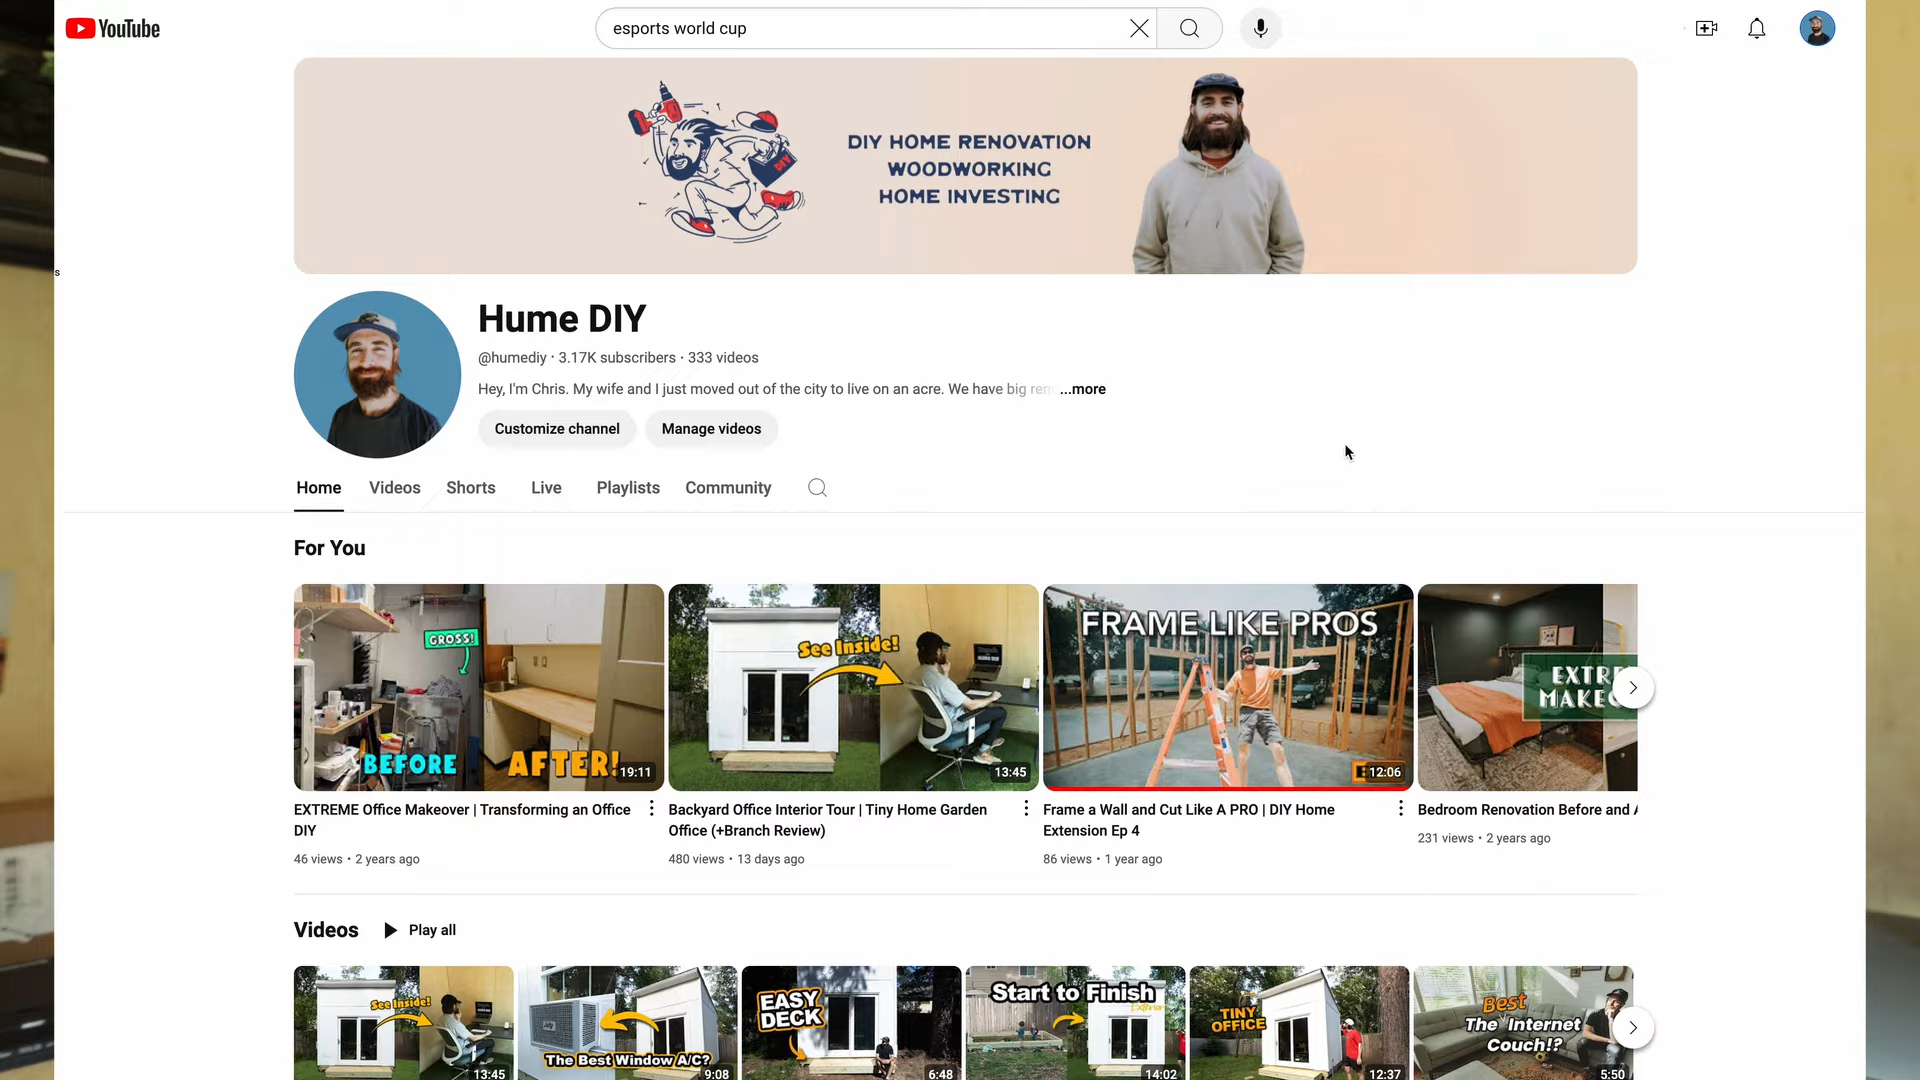 YouTube
esports world cup
DIY
DIY HOME RENOVATION
WOODWORKING
HOME INVESTING
s
Hume DIY
@humediy · 3.17K subscribers · 333 videos
Hey, I'm Chris. My wife and I just moved out of the city to live on an acre. We have big ren ...more
Customize channel
Manage videos
Home
Videos
Shorts
Live
Playlists
Community
For You
GROSS!
BEFORE
AFTER!
19:11
See Inside!
13:45
FRAME LIKE PROS
12:06
EXTRE
MAKEO
EXTREME Office Makeover | Transforming an Office
DIY
46 views · 2 years ago
Backyard Office Interior Tour | Tiny Home Garden
Office (+Branch Review)
480 views · 13 days ago
Frame a Wall and Cut Like A PRO | DIY Home
Extension Ep 4
86 views · 1 year ago
Bedroom Renovation Before and A
231 views · 2 years ago
Videos
Play all
See Inside!
13:45
The Best Window A/C?
9:08
EASY
DECK
6:48
Start to Finish
Exterior
14:02
TINY
OFFICE
12:37
Best
The Internet
Couch!?
5:50